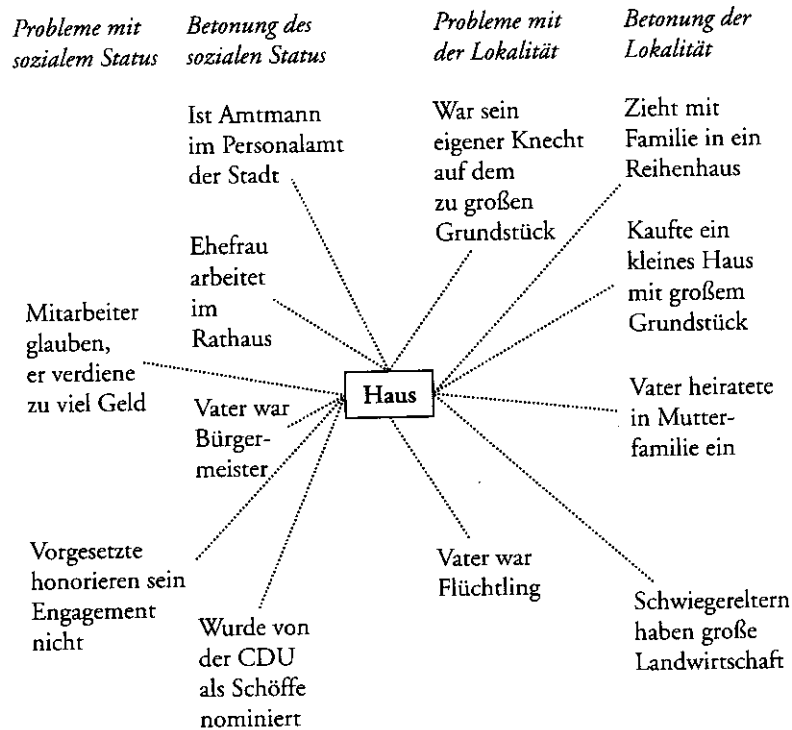 Probleme mit
sozialem Status
Betonung des
sozialen Status
Probleme mit
der Lokalität
Betonung der
Lokalität
Ist Amtmann
im Personalamt
der Stadt
War sein
eigener Knecht
auf dem
zu großen
Grundstück
Zieht mit
Familie in ein
Reihenhaus
Ehefrau
arbeitet
im
Rathaus
Kaufte ein
kleines Haus
mit großem
Grundstück
Mitarbeiter
glauben,
er verdiene
zu viel Geld
Haus
Vater war
Bürger-
meister
Vater heiratete
in Mutter-
familie ein
Vorgesetzte
honorieren sein
Engagement
nicht
Vater war
Flüchtling
Wurde von
der CDU
als Schöffe
nominiert
Schwiegereltern
haben große
Landwirtschaft